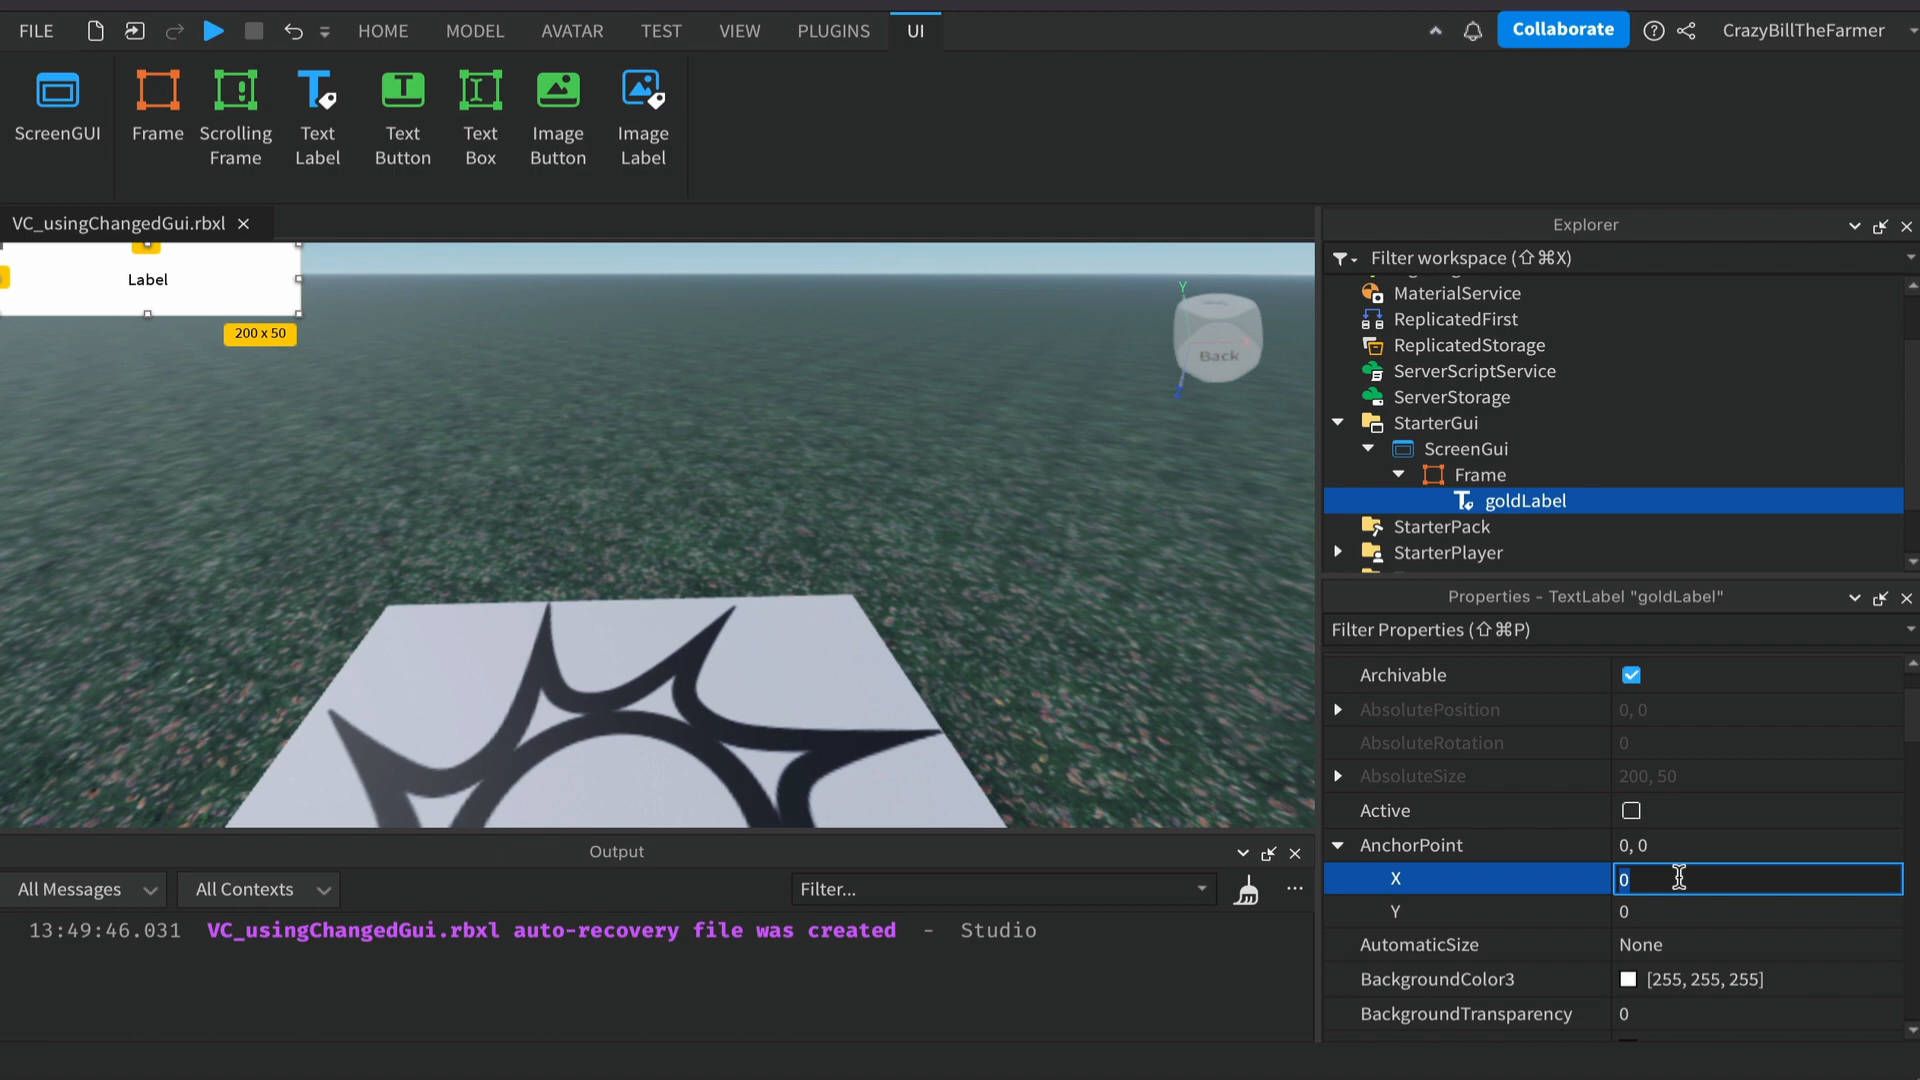 FILE
HOME
MODEL
AVATAR
TEST
VIEW
PLUGINS
UI
Collaborate
CrazyBillTheFarmer
ScreenGUI
Frame
Scrolling
Frame
Text
Label
Text
Button
Text
Box
Image
Button
Image
Label
VC_usingChangedGui.rbxl
Label
200 x 50
Y
Back
Z
Explorer
Filter workspace (⇧⌘X)
MaterialService
ReplicatedFirst
ReplicatedStorage
ServerScriptService
ServerStorage
StarterGui
ScreenGui
Frame
goldLabel
StarterPack
StarterPlayer
Properties - TextLabel "goldLabel"
Filter Properties (⇧⌘P)
Archivable
AbsolutePosition 0, 0
AbsoluteRotation 0
AbsoluteSize 200, 50
Active
AnchorPoint 0, 0
X 0
Y 0
AutomaticSize None
BackgroundColor3 [255, 255, 255]
BackgroundTransparency 0
Output
All Messages
All Contexts
Filter...
13:49:46.031 VC_usingChangedGui.rbxl auto-recovery file was created - Studio